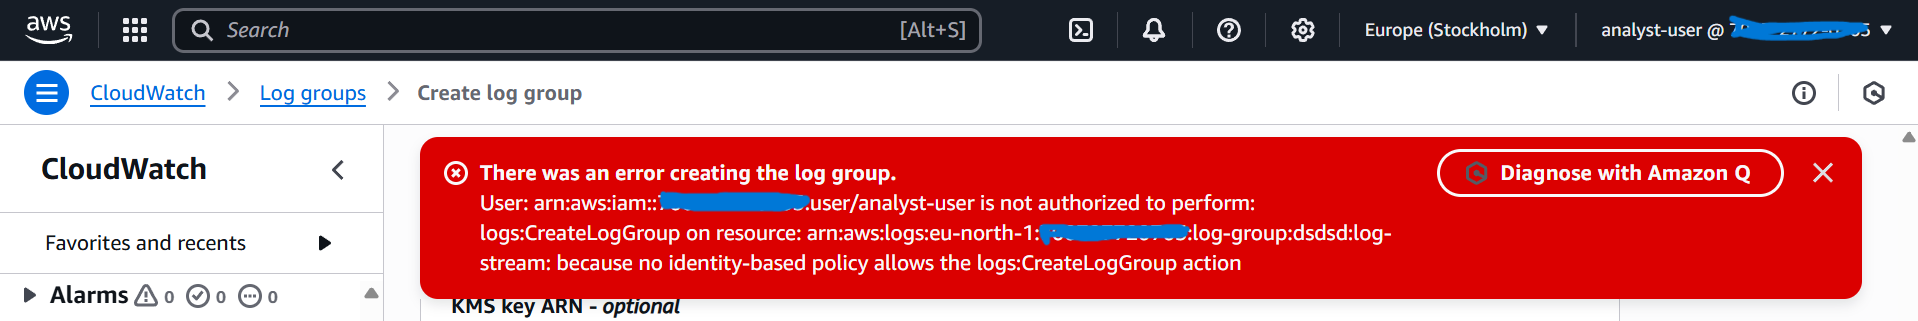 aws
Search
[Alt+S]
Europe (Stockholm)
analyst-user @
CloudWatch
Log groups
Create log group
CloudWatch
Favorites and recents
Alarms 0 0 0
There was an error creating the log group.
Diagnose with Amazon Q
User: arn:aws:iam:: user/analyst-user is not authorized to perform:
logs:CreateLogGroup on resource: arn:aws:logs:eu-north-1: :log-group:dsdsd:log-
stream: because no identity-based policy allows the logs:CreateLogGroup action
KMS key ARN - optional